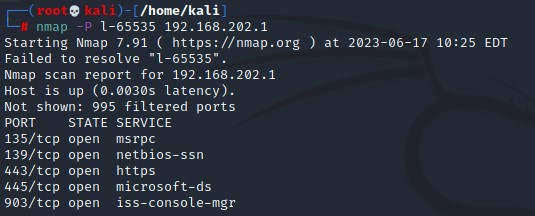 (root💀kali)-[/home/kali]
# nmap -P l-65535 192.168.202.1
Starting Nmap 7.91 ( https://nmap.org ) at 2023-06-17 10:25 EDT
Failed to resolve "l-65535".
Nmap scan report for 192.168.202.1
Host is up (0.0030s latency).
Not shown: 995 filtered ports
PORT    STATE SERVICE
135/tcp open  msrpc
139/tcp open  netbios-ssn
443/tcp open  https
445/tcp open  microsoft-ds
903/tcp open  iss-console-mgr